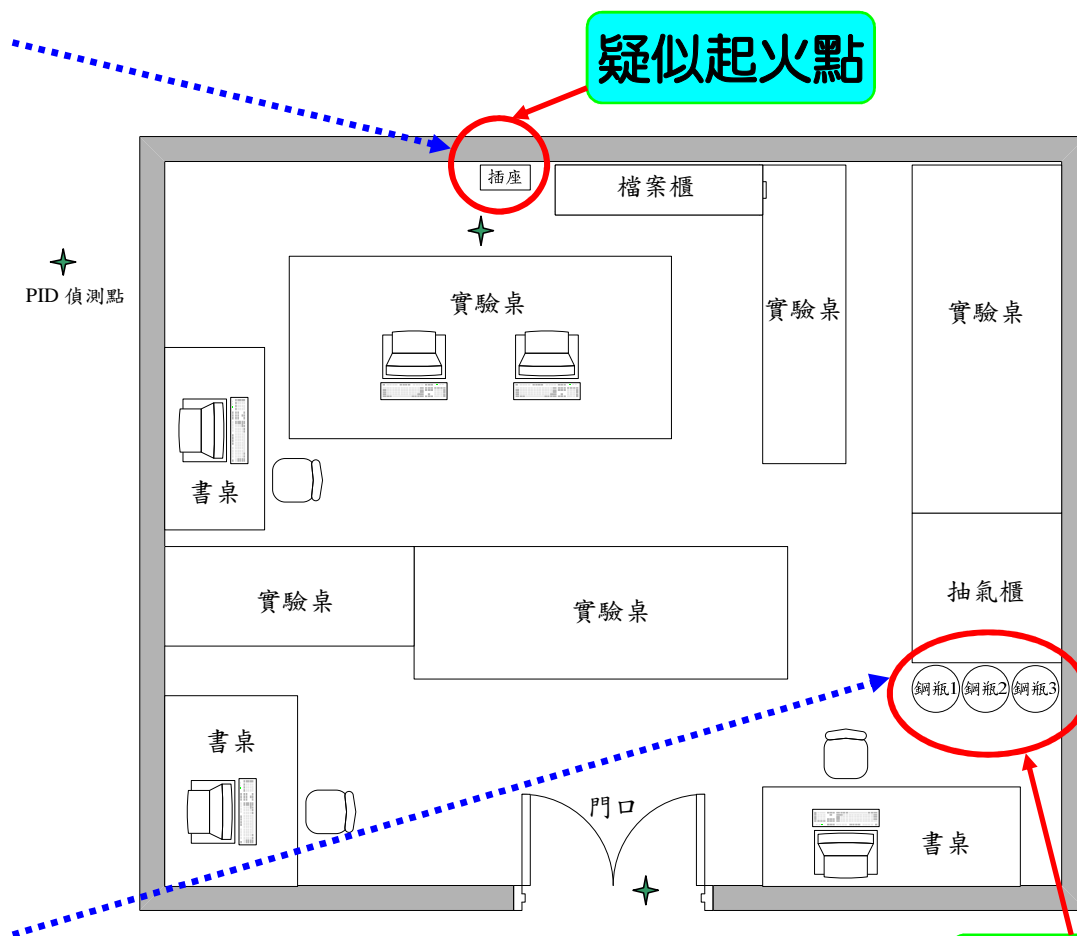 疑似起火點
插座
檔案櫃
PID 偵測點
實驗桌
實驗桌
實驗桌
書桌
實驗桌
實驗桌
抽氣櫃
鋼瓶1
鋼瓶2
鋼瓶3
書桌
門口
書桌